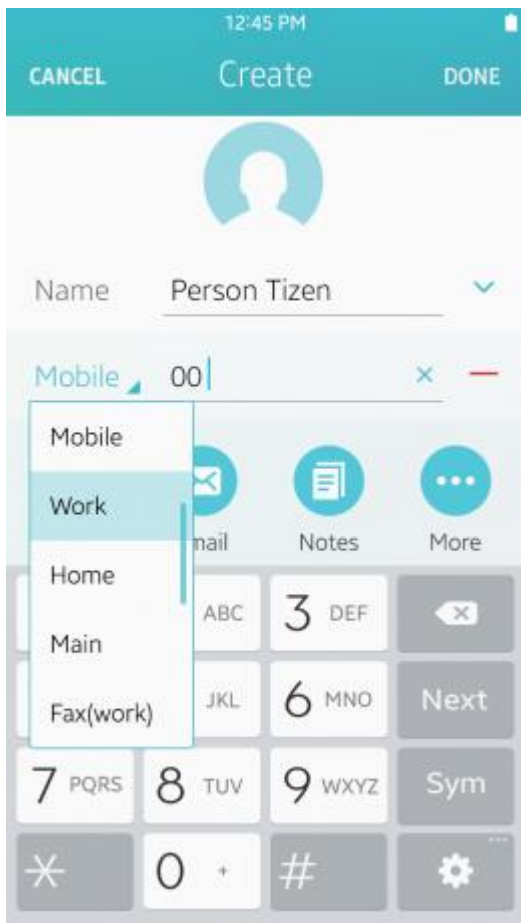 12:45 PM
CANCEL Create DONE
Name Person Tizen
Mobile 00
Mobile
Work
Home
Main
Fax(work)
Notes More
ABC 3 DEF
JKL 6 MNO Next
7 PQRS 8 TUV 9 WXYZ Sym
* 0 + #